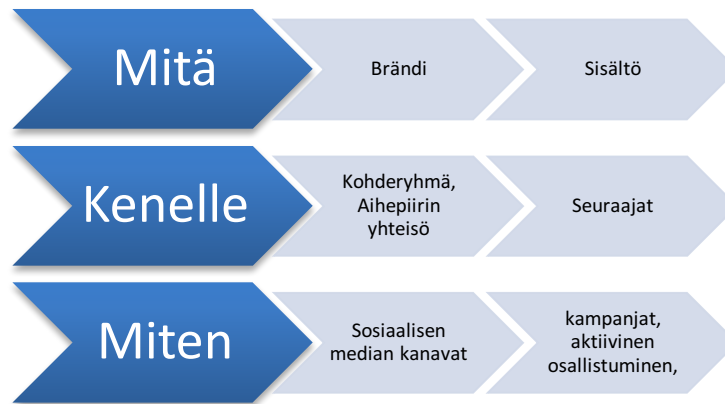 Mitä
Brändi
Sisältö
Kenelle
Kohderyhmä,
Aihepiirin
yhteisö
Seuraajat
Miten
Sosiaalisen
median kanavat
kampanjat,
aktiivinen
osallistuminen,